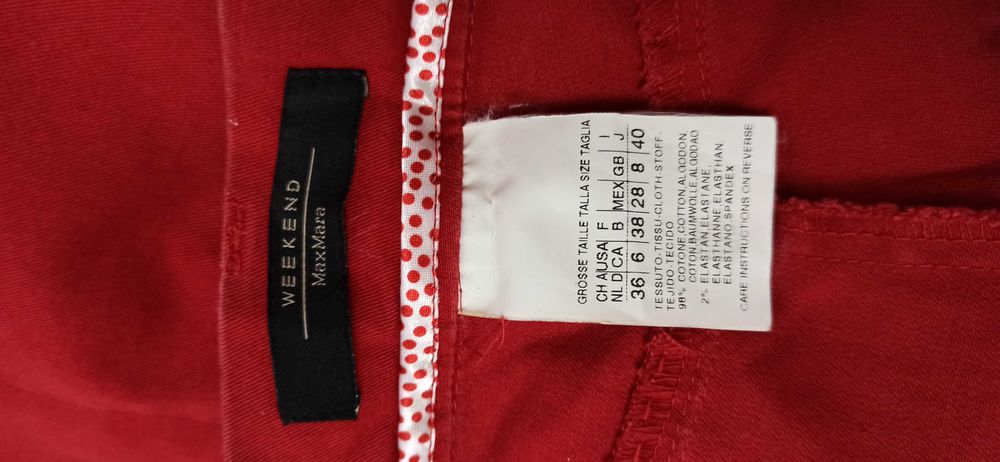 WEEKEND
MaxMara
GROSSE TAILLE TALLA SIZE TAGLIA
CH A USA F MEX GB I
NL D CA B J
36 6 38 28 8 40
TESSUTO-TISSU-CLOTH STOFF-
TEJIDO-TECIDO
98% COTONE COTTON ALGODON
COTON BAUMWOLLE ALGODAO
2% ELASTAN, ELASTANE,
ELASTHANNE, ELASTHAN
ELASTANO SPANDEX
CARE INSTRUCTIONS ON REVERSE